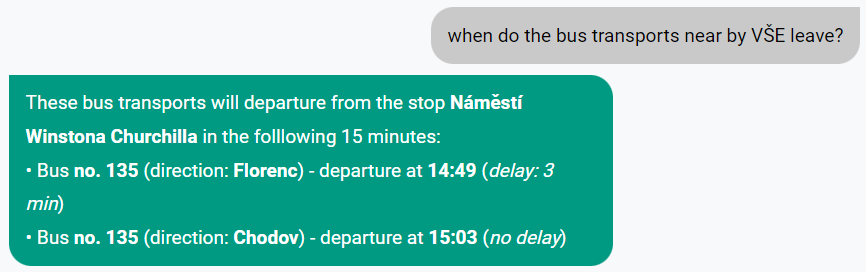 when do the bus transports near by VŠE leave?
These bus transports will departure from the stop Náměstí
Winstona Churchilla in the folllowing 15 minutes:
• Bus no. 135 (direction: Florenc) - departure at 14:49 (delay: 3
min)
• Bus no. 135 (direction: Chodov) - departure at 15:03 (no delay)